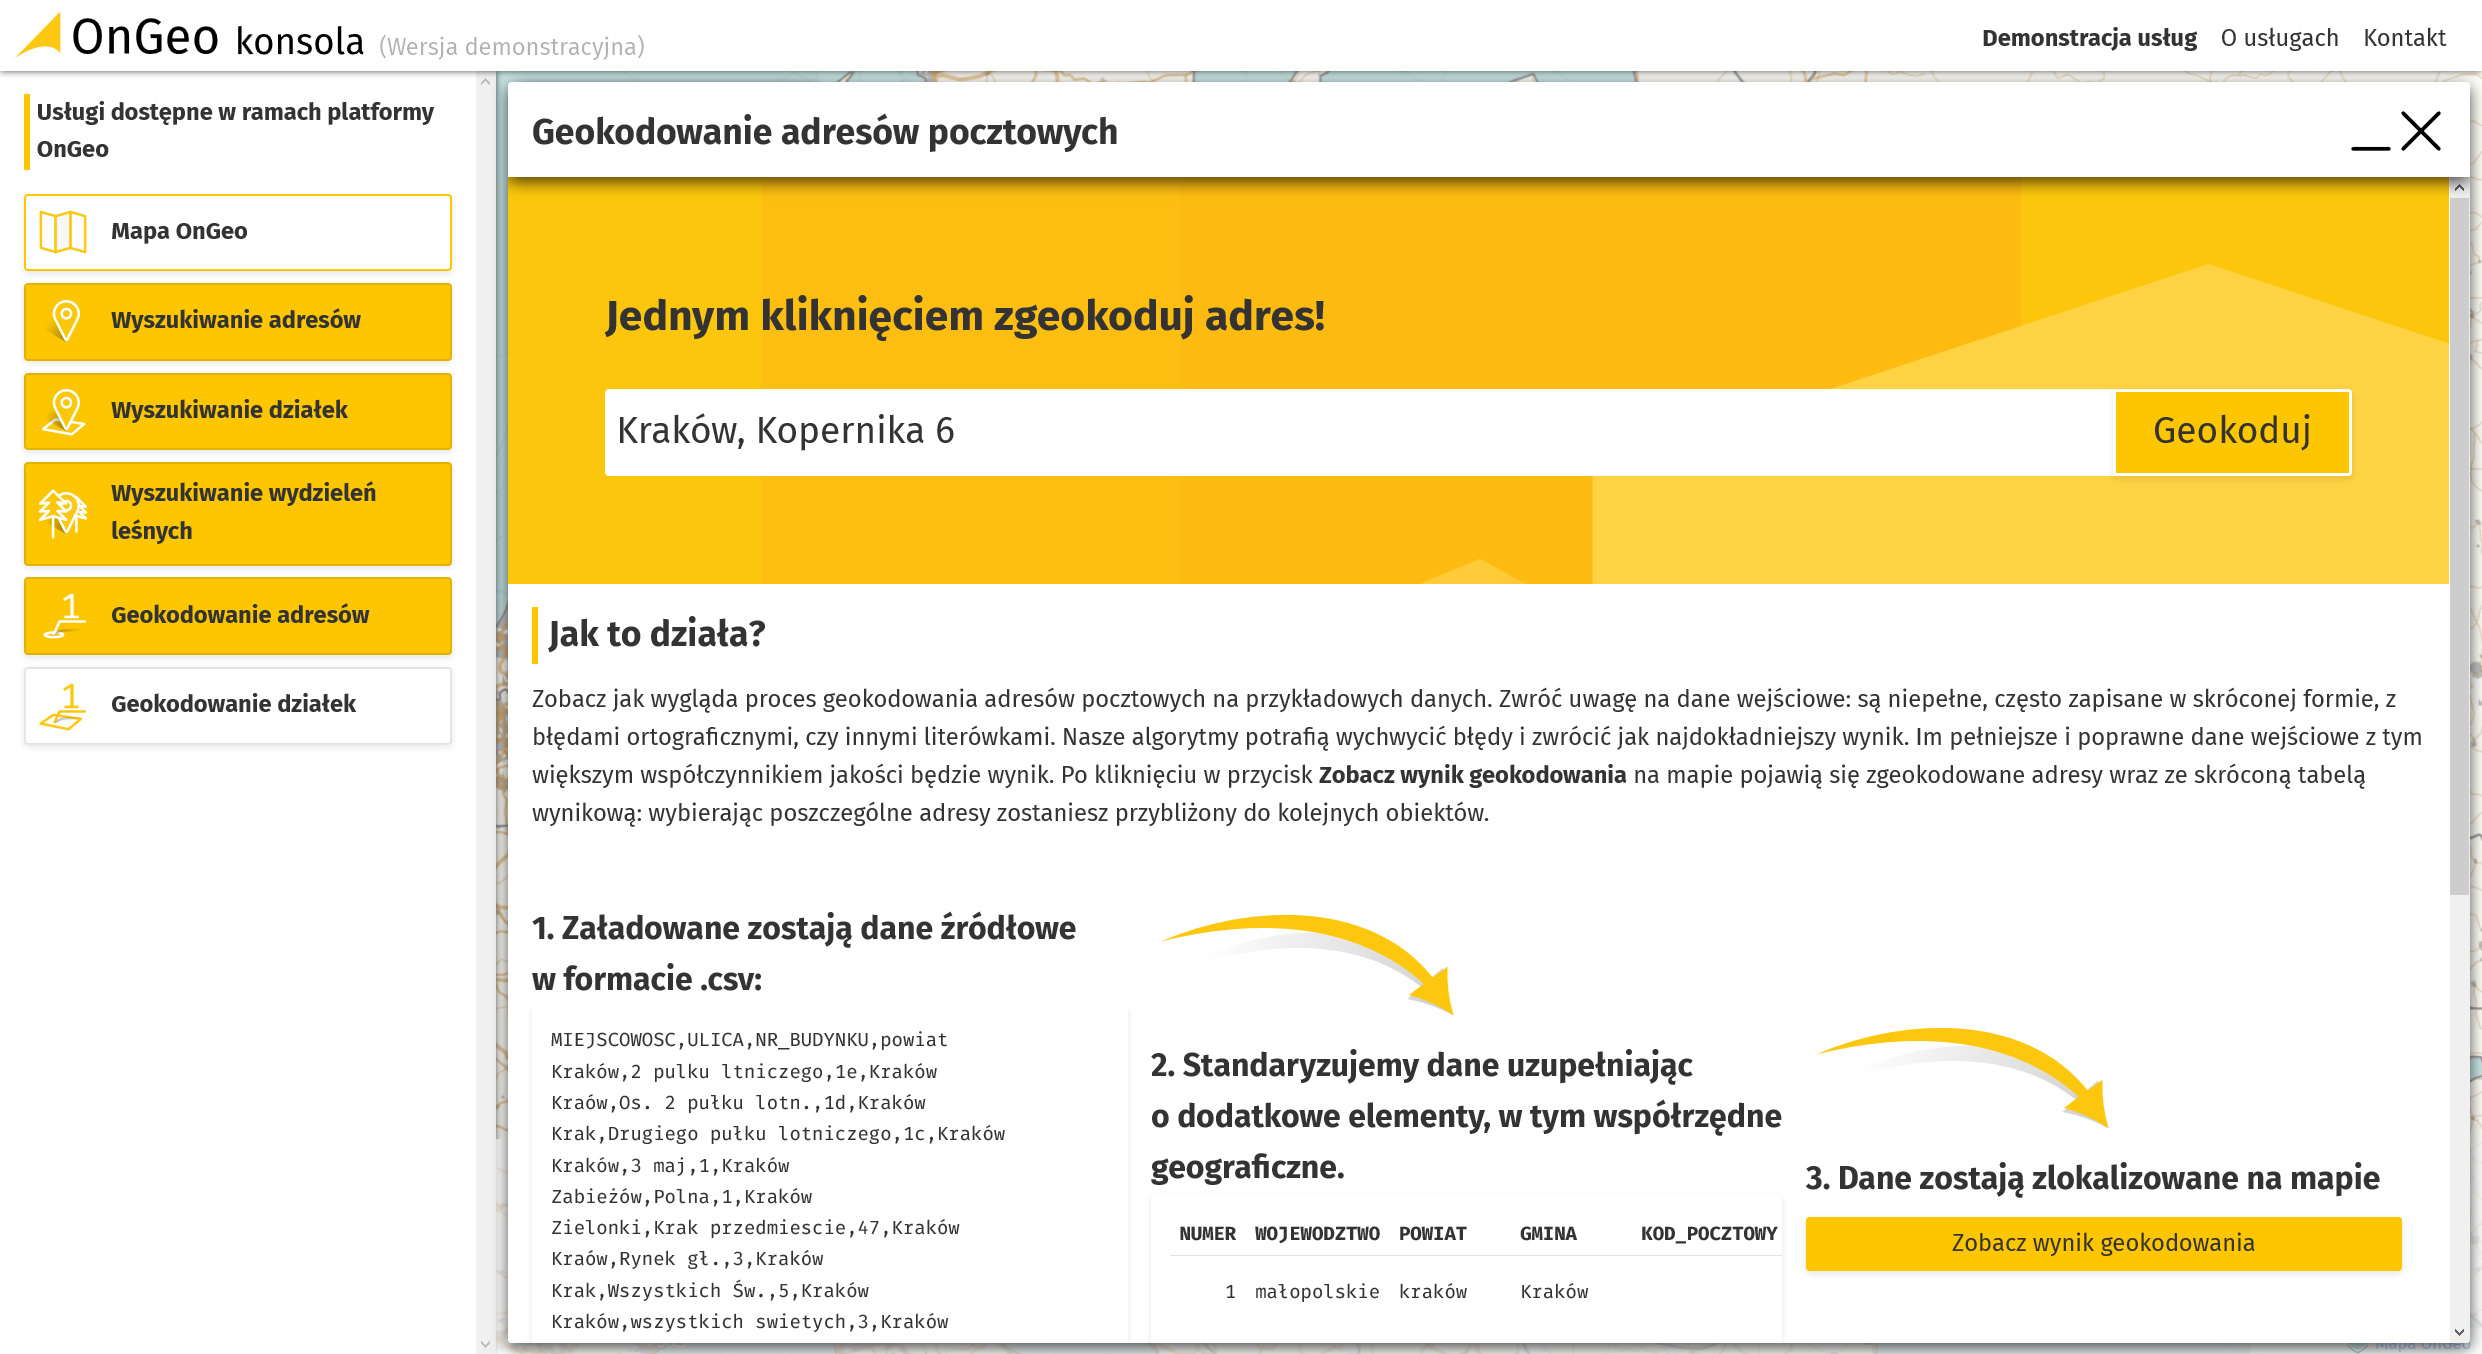 OnGeo konsola (Wersja demonstracyjna)
Demonstracja usług O usługach Kontakt
Usługi dostępne w ramach platformy
OnGeo
Mapa OnGeo
Wyszukiwanie adresów
Wyszukiwanie działek
Wyszukiwanie wydzieleń
leśnych
Geokodowanie adresów
Geokodowanie działek
Geokodowanie adresów pocztowych
Jednym kliknięciem zgeokoduj adres!
Kraków, Kopernika 6
Geokoduj
Jak to działa?
Zobacz jak wygląda proces geokodowania adresów pocztowych na przykładowych danych. Zwróć uwagę na dane wejściowe: są niepełne, często zapisane w skróconej formie, z
błędami ortograficznymi, czy innymi literówkami. Nasze algorytmy potrafią wychwycić błędy i zwrócić jak najdokładniejszy wynik. Im pełniejsze i poprawne dane wejściowe z tym
większym współczynnikiem jakości będzie wynik. Po kliknięciu w przycisk Zobacz wynik geokodowania na mapie pojawią się zgeokodowane adresy wraz ze skróconą tabelą
wynikową: wybierając poszczególne adresy zostaniesz przybliżony do kolejnych obiektów.
1. Załadowane zostają dane źródłowe
w formacie .csv:
MIEJSCOWOSC,ULICA,NR_BUDYNKU,powiat
Kraków,2 pulku ltniczego,1e,Kraków
Kraów,Os. 2 pułku lotn.,1d,Kraków
Krak,Drugiego pułku lotniczego,1c,Kraków
Kraków,3 maj,1,Kraków
Zabieżów,Polna,1,Kraków
Zielonki,Krak przedmiescie,47,Kraków
Kraów,Rynek gł.,3,Kraków
Krak,Wszystkich Św.,5,Kraków
Kraków,wszystkich swietych,3,Kraków
2. Standaryzujemy dane uzupełniając
o dodatkowe elementy, w tym współrzędne
geograficzne.
NUMER WOJEWODZTWO POWIAT GMINA KOD_POCZTOWY
1 małopolskie kraków Kraków
3. Dane zostają zlokalizowane na mapie
Zobacz wynik geokodowania
Mapa OnGeo